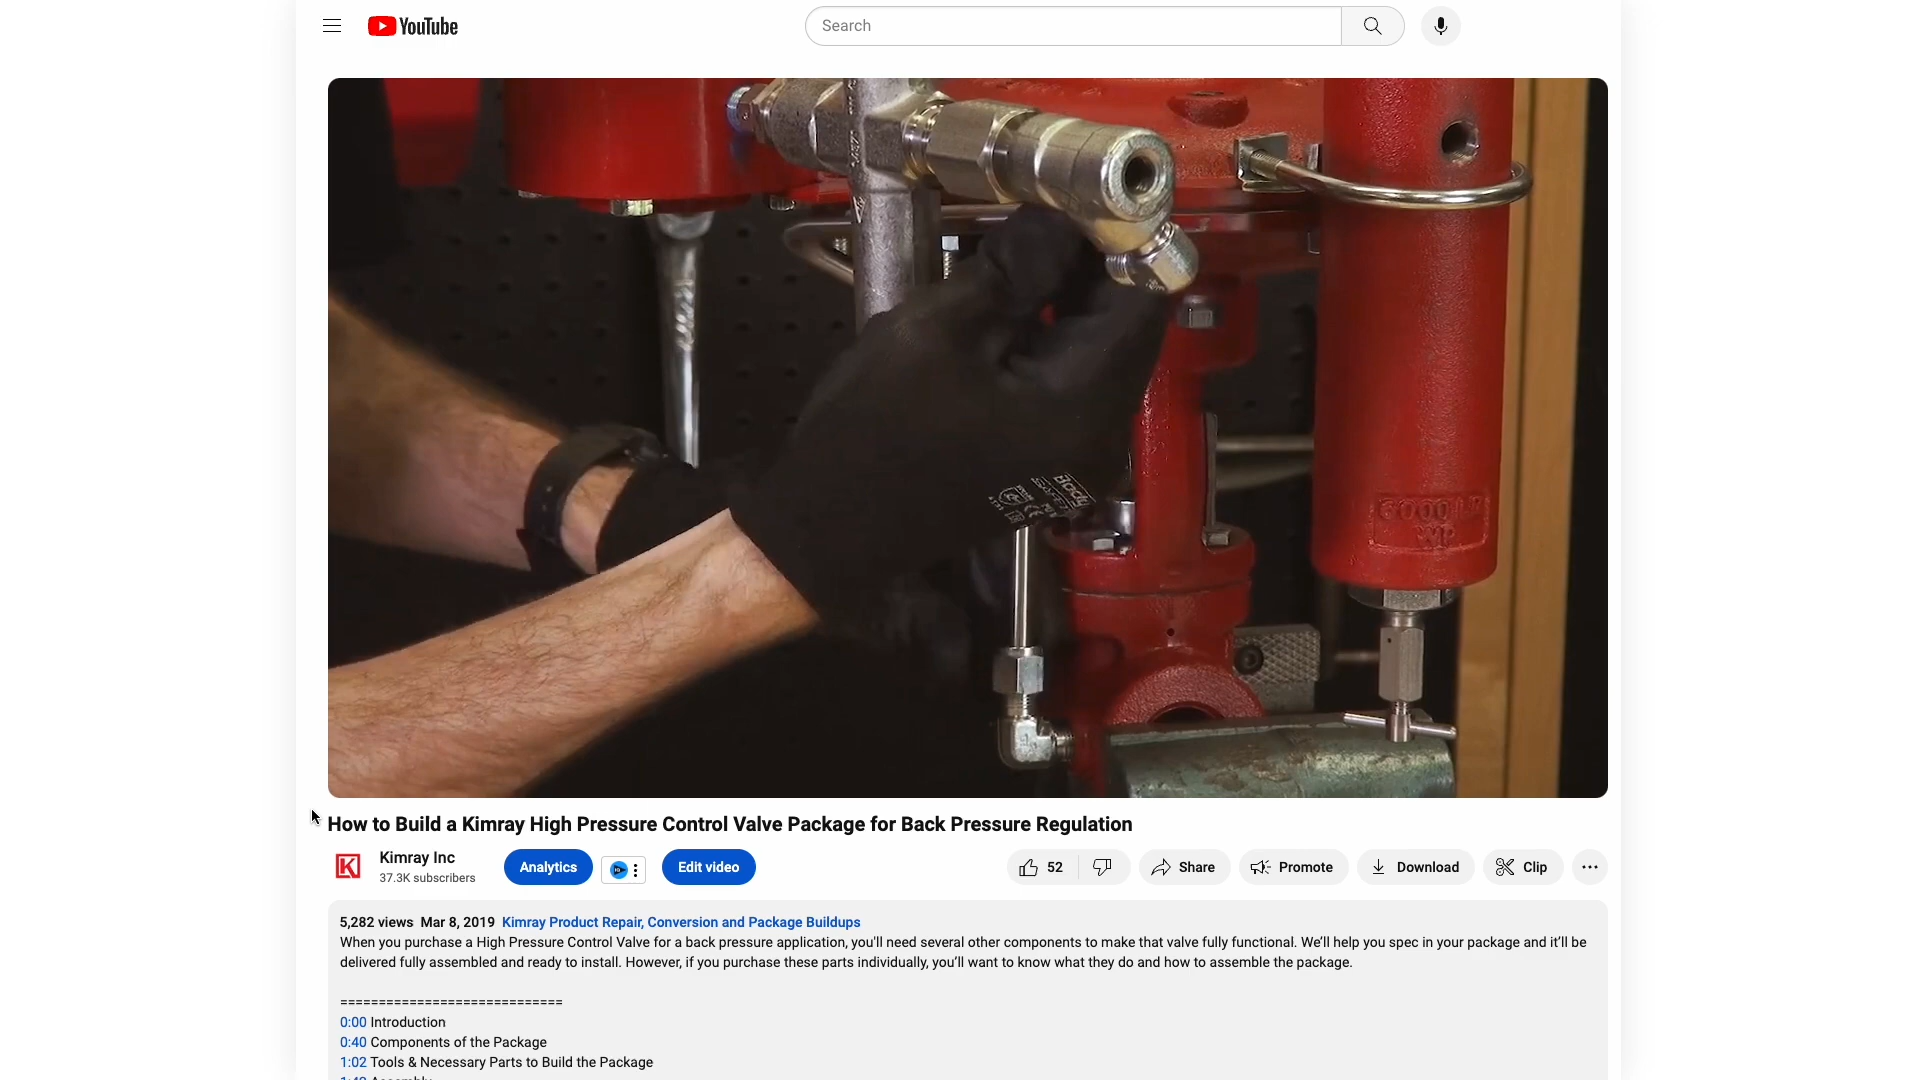 YouTube
Search
6000 LB
WP
How to Build a Kimray High Pressure Control Valve Package for Back Pressure Regulation
Kimray Inc
37.3K subscribers
Analytics
Edit video
52
Share
Promote
Download
Clip
5,282 views Mar 8, 2019 Kimray Product Repair, Conversion and Package Buildups
When you purchase a High Pressure Control Valve for a back pressure application, you'll need several other components to make that valve fully functional. We'll help you spec in your package and it'll be
delivered fully assembled and ready to install. However, if you purchase these parts individually, you'll want to know what they do and how to assemble the package.
=============================
0:00 Introduction
0:40 Components of the Package
1:02 Tools & Necessary Parts to Build the Package